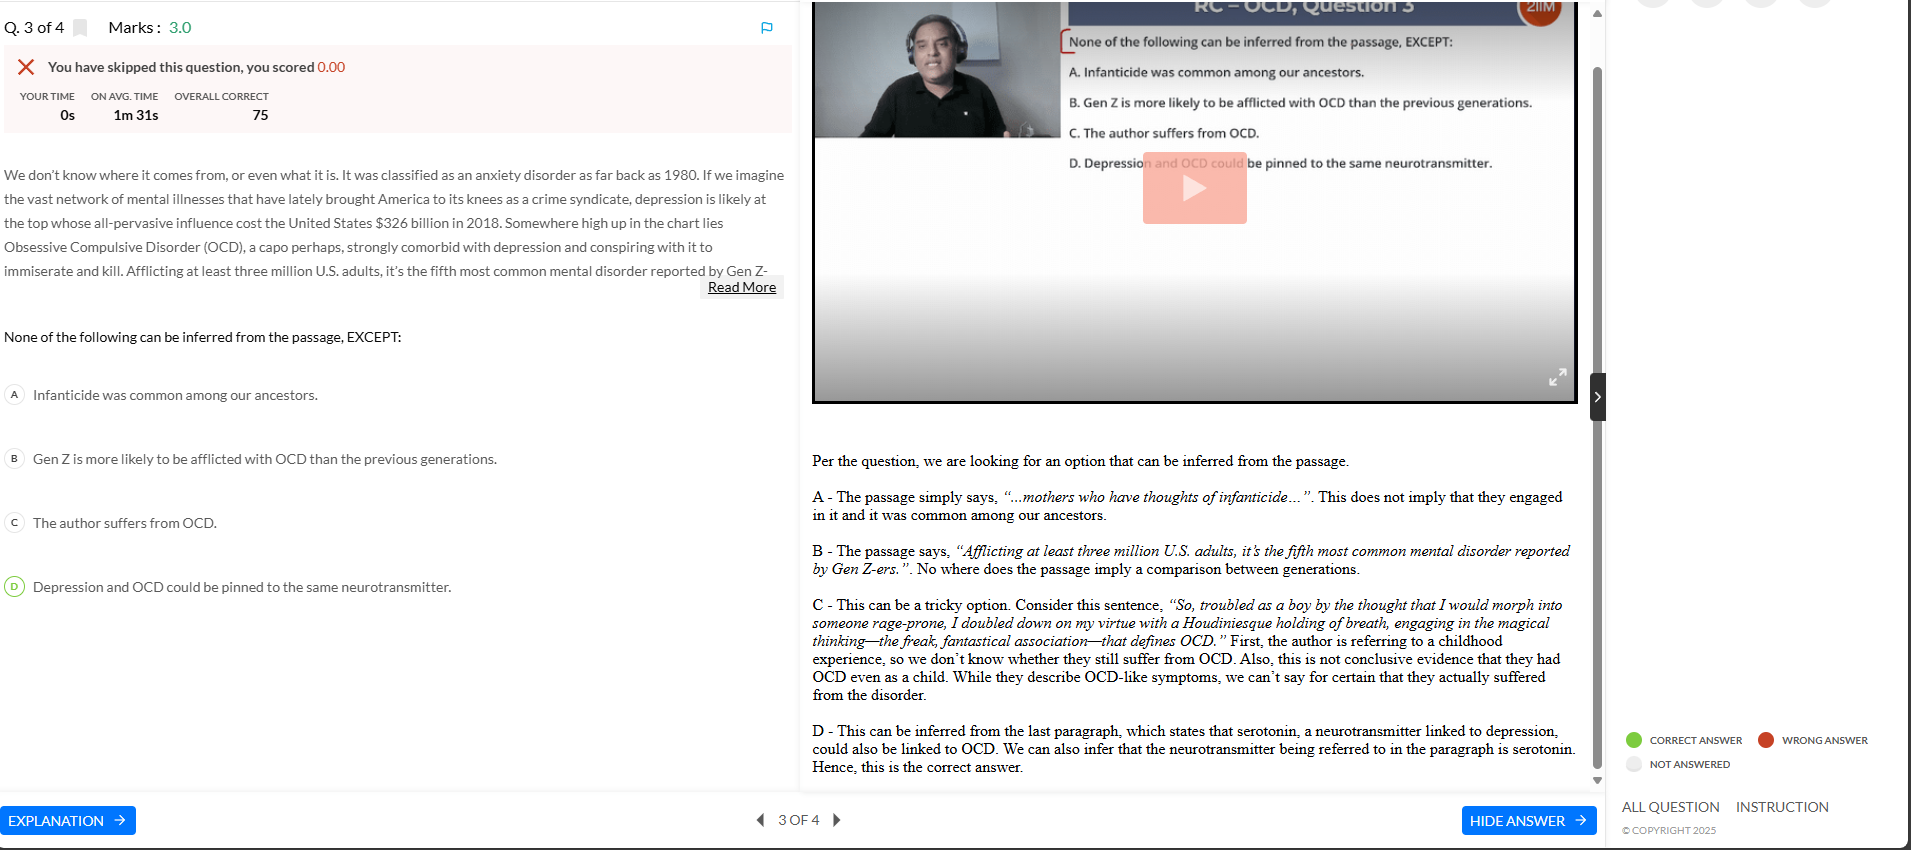 Q. 3 of 4 Marks : 3.0
You have skipped this question, you scored 0.00
YOUR TIME ON AVG. TIME OVERALL CORRECT
0s 1m 31s 75
We don't know where it comes from, or even what it is. It was classified as an anxiety disorder as far back as 1980. If we imagine
the vast network of mental illnesses that have lately brought America to its knees as a crime syndicate, depression is likely at
the top whose all-pervasive influence cost the United States $326 billion in 2018. Somewhere high up in the chart lies
Obsessive Compulsive Disorder (OCD), a capo perhaps, strongly comorbid with depression and conspiring with it to
immiserate and kill. Afflicting at least three million U.S. adults, it's the fifth most common mental disorder reported by Gen Z-
Read More
None of the following can be inferred from the passage, EXCEPT:
A Infanticide was common among our ancestors.
B Gen Z is more likely to be afflicted with OCD than the previous generations.
C The author suffers from OCD.
D Depression and OCD could be pinned to the same neurotransmitter.
EXPLANATION
3 OF 4
RC – OCD, Question 3
2IIM
None of the following can be inferred from the passage, EXCEPT:
A. Infanticide was common among our ancestors.
B. Gen Z is more likely to be afflicted with OCD than the previous generations.
C. The author suffers from OCD.
D. Depression and OCD could be pinned to the same neurotransmitter.
Per the question, we are looking for an option that can be inferred from the passage.
A - The passage simply says, “...mothers who have thoughts of infanticide...”. This does not imply that they engaged
in it and it was common among our ancestors.
B - The passage says, “Afflicting at least three million U.S. adults, it's the fifth most common mental disorder reported
by Gen Z-ers.”. No where does the passage imply a comparison between generations.
C - This can be a tricky option. Consider this sentence, “So, troubled as a boy by the thought that I would morph into
someone rage-prone, I doubled down on my virtue with a Houdiniesque holding of breath, engaging in the magical
thinking—the freak, fantastical association—that defines OCD.” First, the author is referring to a childhood
experience, so we don't know whether they still suffer from OCD. Also, this is not conclusive evidence that they had
OCD even as a child. While they describe OCD-like symptoms, we can't say for certain that they actually suffered
from the disorder.
D - This can be inferred from the last paragraph, which states that serotonin, a neurotransmitter linked to depression,
could also be linked to OCD. We can also infer that the neurotransmitter being referred to in the paragraph is serotonin.
Hence, this is the correct answer.
HIDE ANSWER
CORRECT ANSWER WRONG ANSWER
NOT ANSWERED
ALL QUESTION INSTRUCTION
© COPYRIGHT 2025